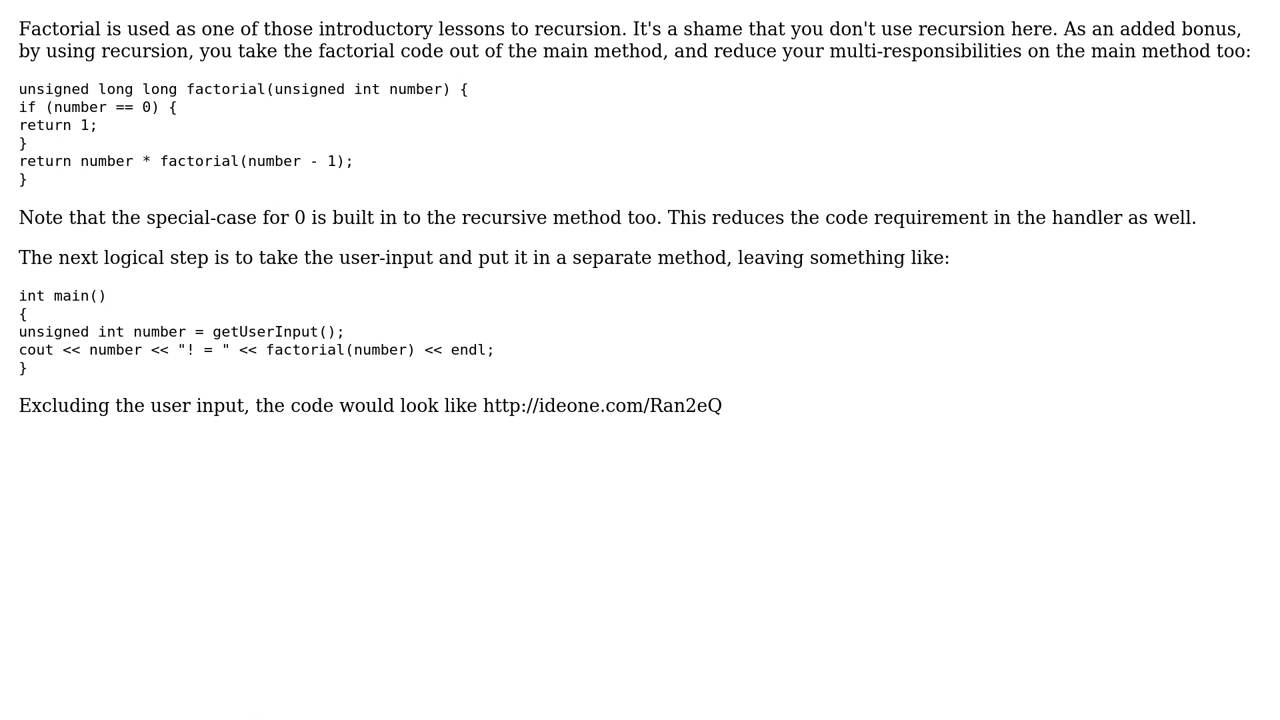 Factorial is used as one of those introductory lessons to recursion. It's a shame that you don't use recursion here. As an added bonus,
by using recursion, you take the factorial code out of the main method, and reduce your multi-responsibilities on the main method too:
unsigned long long factorial(unsigned int number) {
if (number == 0) {
return 1;
}
return number * factorial(number - 1);
}
Note that the special-case for 0 is built in to the recursive method too. This reduces the code requirement in the handler as well.
The next logical step is to take the user-input and put it in a separate method, leaving something like:
int main()
{
unsigned int number = getUserInput();
cout << number << "! = " << factorial(number) << endl;
}
Excluding the user input, the code would look like http://ideone.com/Ran2eQ